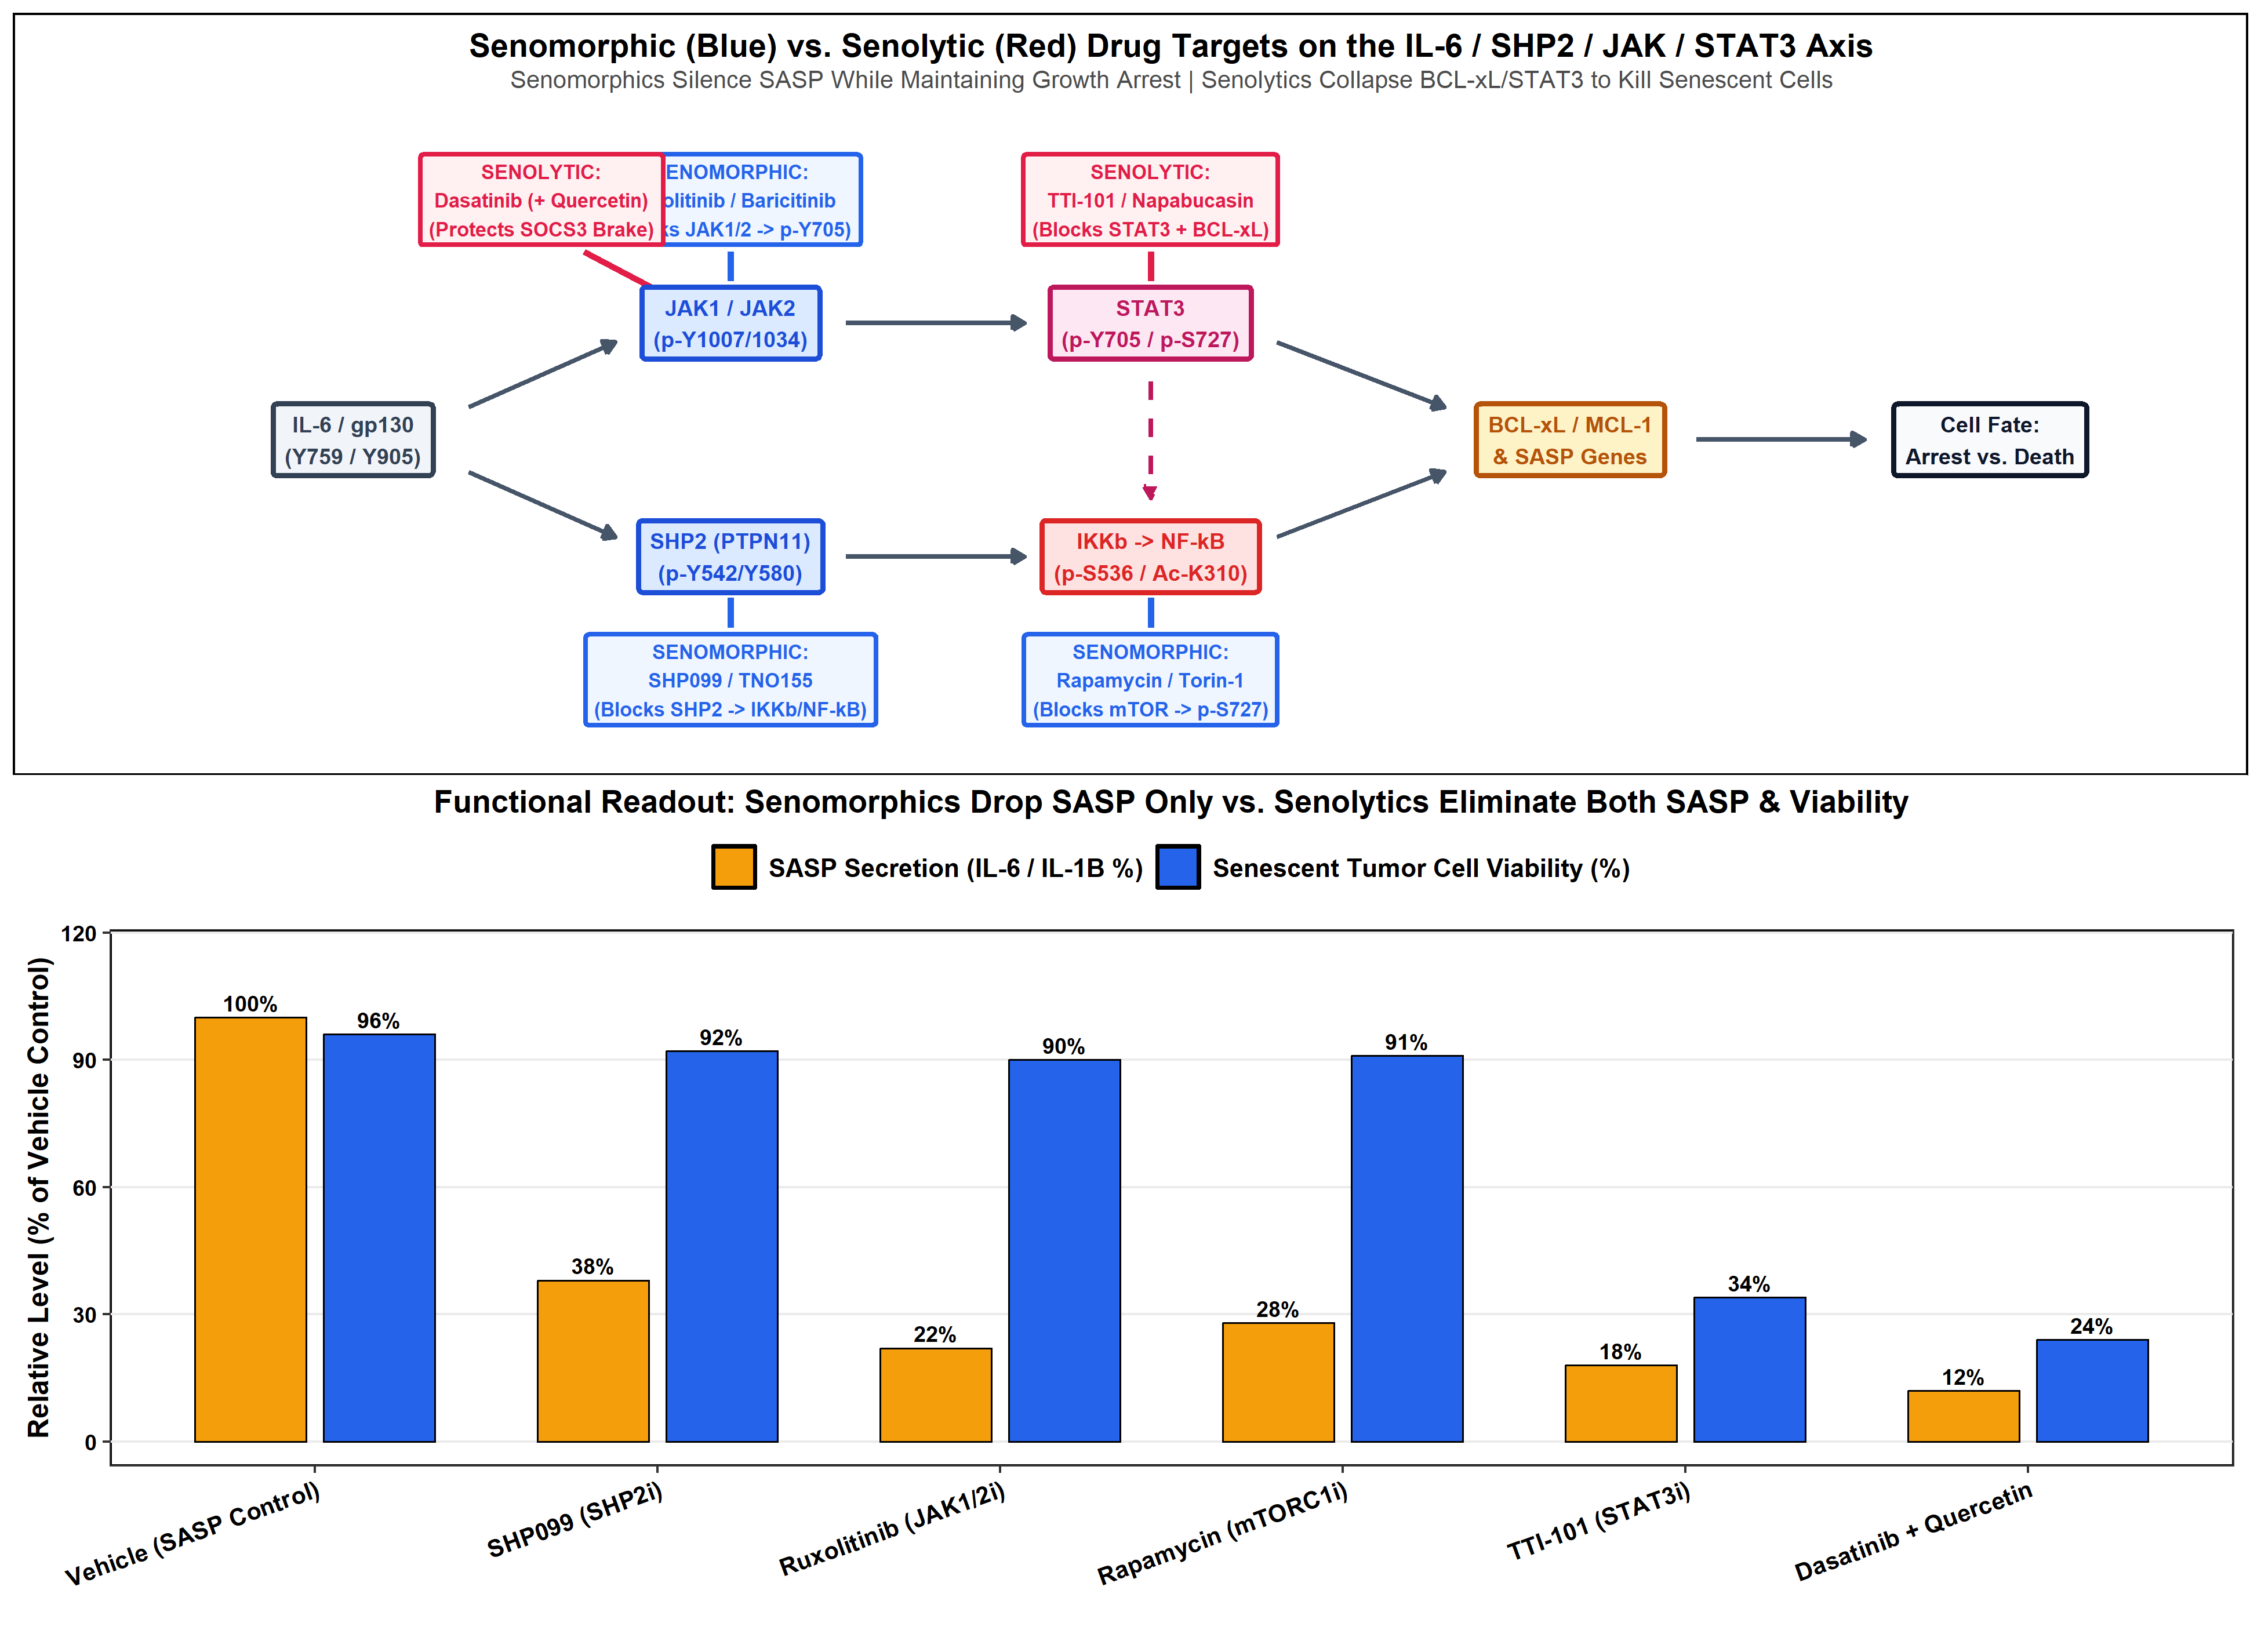 Senomorphic (Blue) vs. Senolytic (Red) Drug Targets on the IL-6 / SHP2 / JAK / STAT3 Axis
Senomorphics Silence SASP While Maintaining Growth Arrest | Senolytics Collapse BCL-xL/STAT3 to Kill Senescent Cells
SENOLYTIC:
Dasatinib (+ Quercetin)
(Protects SOCS3 Brake)
ENOMORPHIC:
olitinib / Baricitinib
ks JAK1/2 -> p-Y705)
SENOLYTIC:
TTI-101 / Napabucasin
(Blocks STAT3 + BCL-xL)
JAK1 / JAK2
(p-Y1007/1034)
STAT3
(p-Y705 / p-S727)
IL-6 / gp130
(Y759 / Y905)
BCL-xL / MCL-1
& SASP Genes
Cell Fate:
Arrest vs. Death
SHP2 (PTPN11)
(p-Y542/Y580)
IKKb -> NF-kB
(p-S536 / Ac-K310)
SENOMORPHIC:
SHP099 / TNO155
(Blocks SHP2 -> IKKb/NF-kB)
SENOMORPHIC:
Rapamycin / Torin-1
(Blocks mTOR -> p-S727)
Functional Readout: Senomorphics Drop SASP Only vs. Senolytics Eliminate Both SASP & Viability
SASP Secretion (IL-6 / IL-1B %)
Senescent Tumor Cell Viability (%)
Relative Level (% of Vehicle Control)
120
90
60
30
0
100%
96%
38%
92%
22%
90%
28%
91%
18%
34%
12%
24%
Vehicle (SASP Control)
SHP099 (SHP2i)
Ruxolitinib (JAK1/2i)
Rapamycin (mTORC1i)
TTI-101 (STAT3i)
Dasatinib + Quercetin